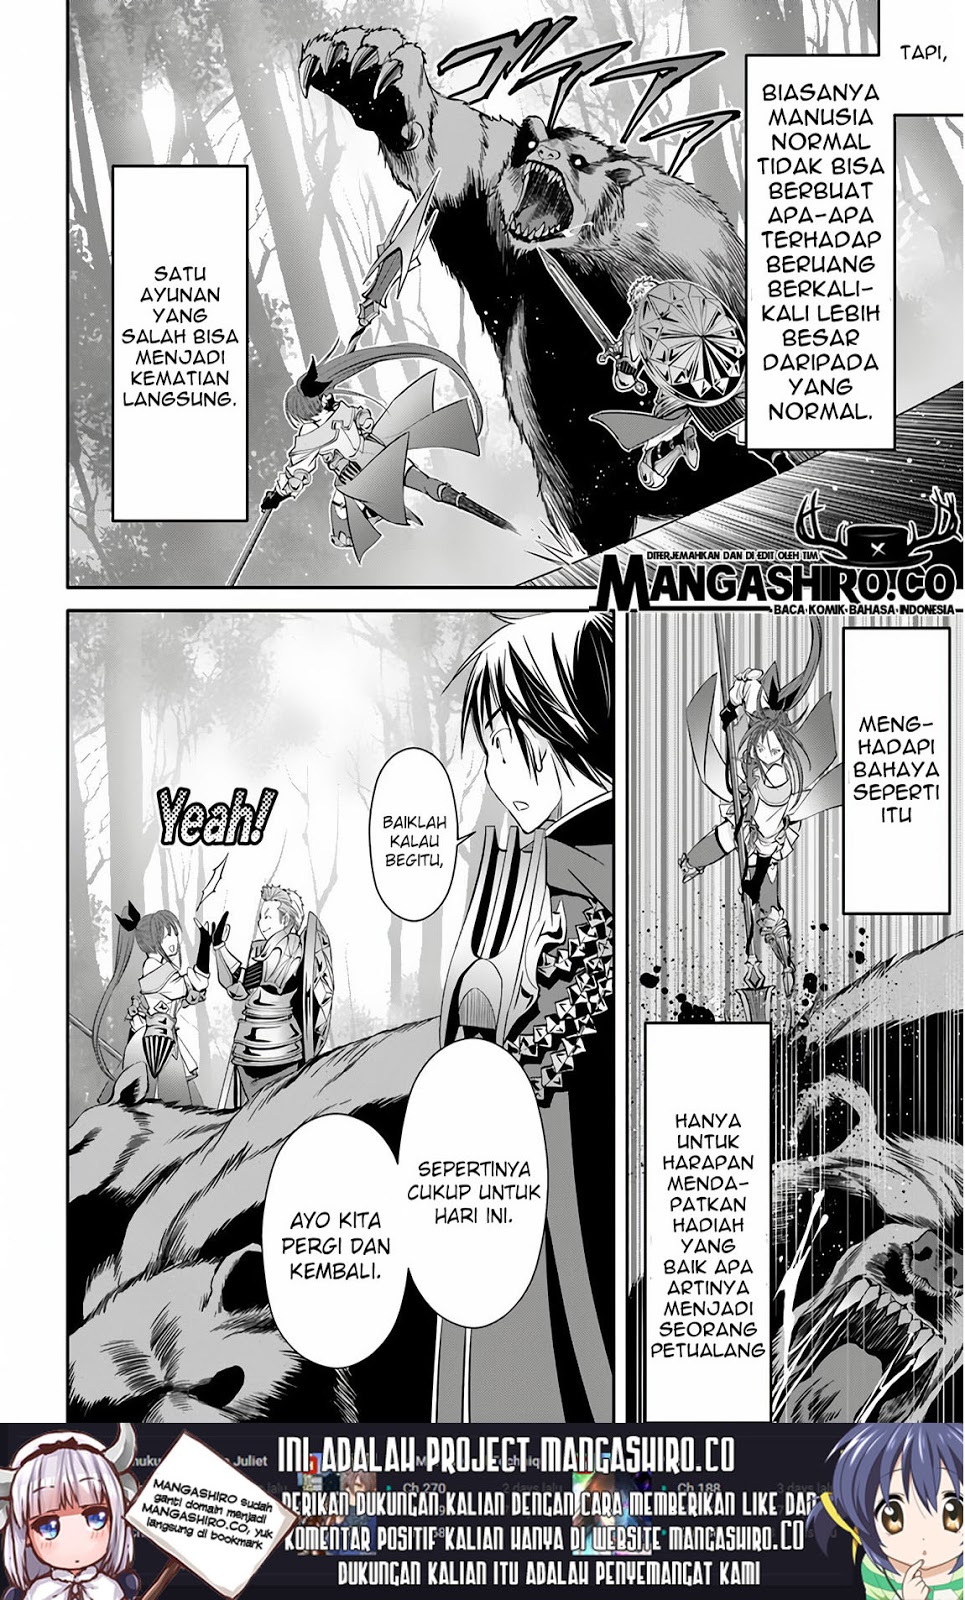 TAPI,
BIASANYA
MANUSIA
NORMAL
TIDAK BISA
BERBUAT
APA-APA
TERHADAP
BERUANG
BERKALI-
KALI LEBIH
BESAR
DARIPADA
YANG
NORMAL.
SATU
AYUNAN
YANG
SALAH BISA
MENJADI
KEMATIAN
LANGSUNG.
DITERJEMAHKAN DAN DI EDIT OLEH TIM
MANGASHIRO.CO
BACA KOMIK BAHASA INDONESIA
MENG-
HADAPI
BAHAYA
SEPERTI
ITU
HANYA
UNTUK
HARAPAN
MENDA-
PATKAN
HADIAH
YANG
BAIK APA
ARTINYA
MENJADI
SEORANG
PETUALANG
BAIKLAH
KALAU
BEGITU,
Yeah!
SEPERTINYA
CUKUP UNTUK
HARI INI.
AYO KITA
PERGI DAN
KEMBALI.
INI ADALAH PROJECT MANGASHIRO.CO
MANGASHIRO sudah
ganti domain menjadi
MANGASHIRO.CO, yuk
langsung di bookmark
Juliet
Ch 270
Ch 188
BERIKAN DUKUNGAN KALIAN DENGAN CARA MEMBERIKAN LIKE DAN
KOMENTAR POSITIF KALIAN HANYA DI WEBSITE MANGASHIRO.CO
DUKUNGAN KALIAN ITU ADALAH PENYEMANGAT KAMI